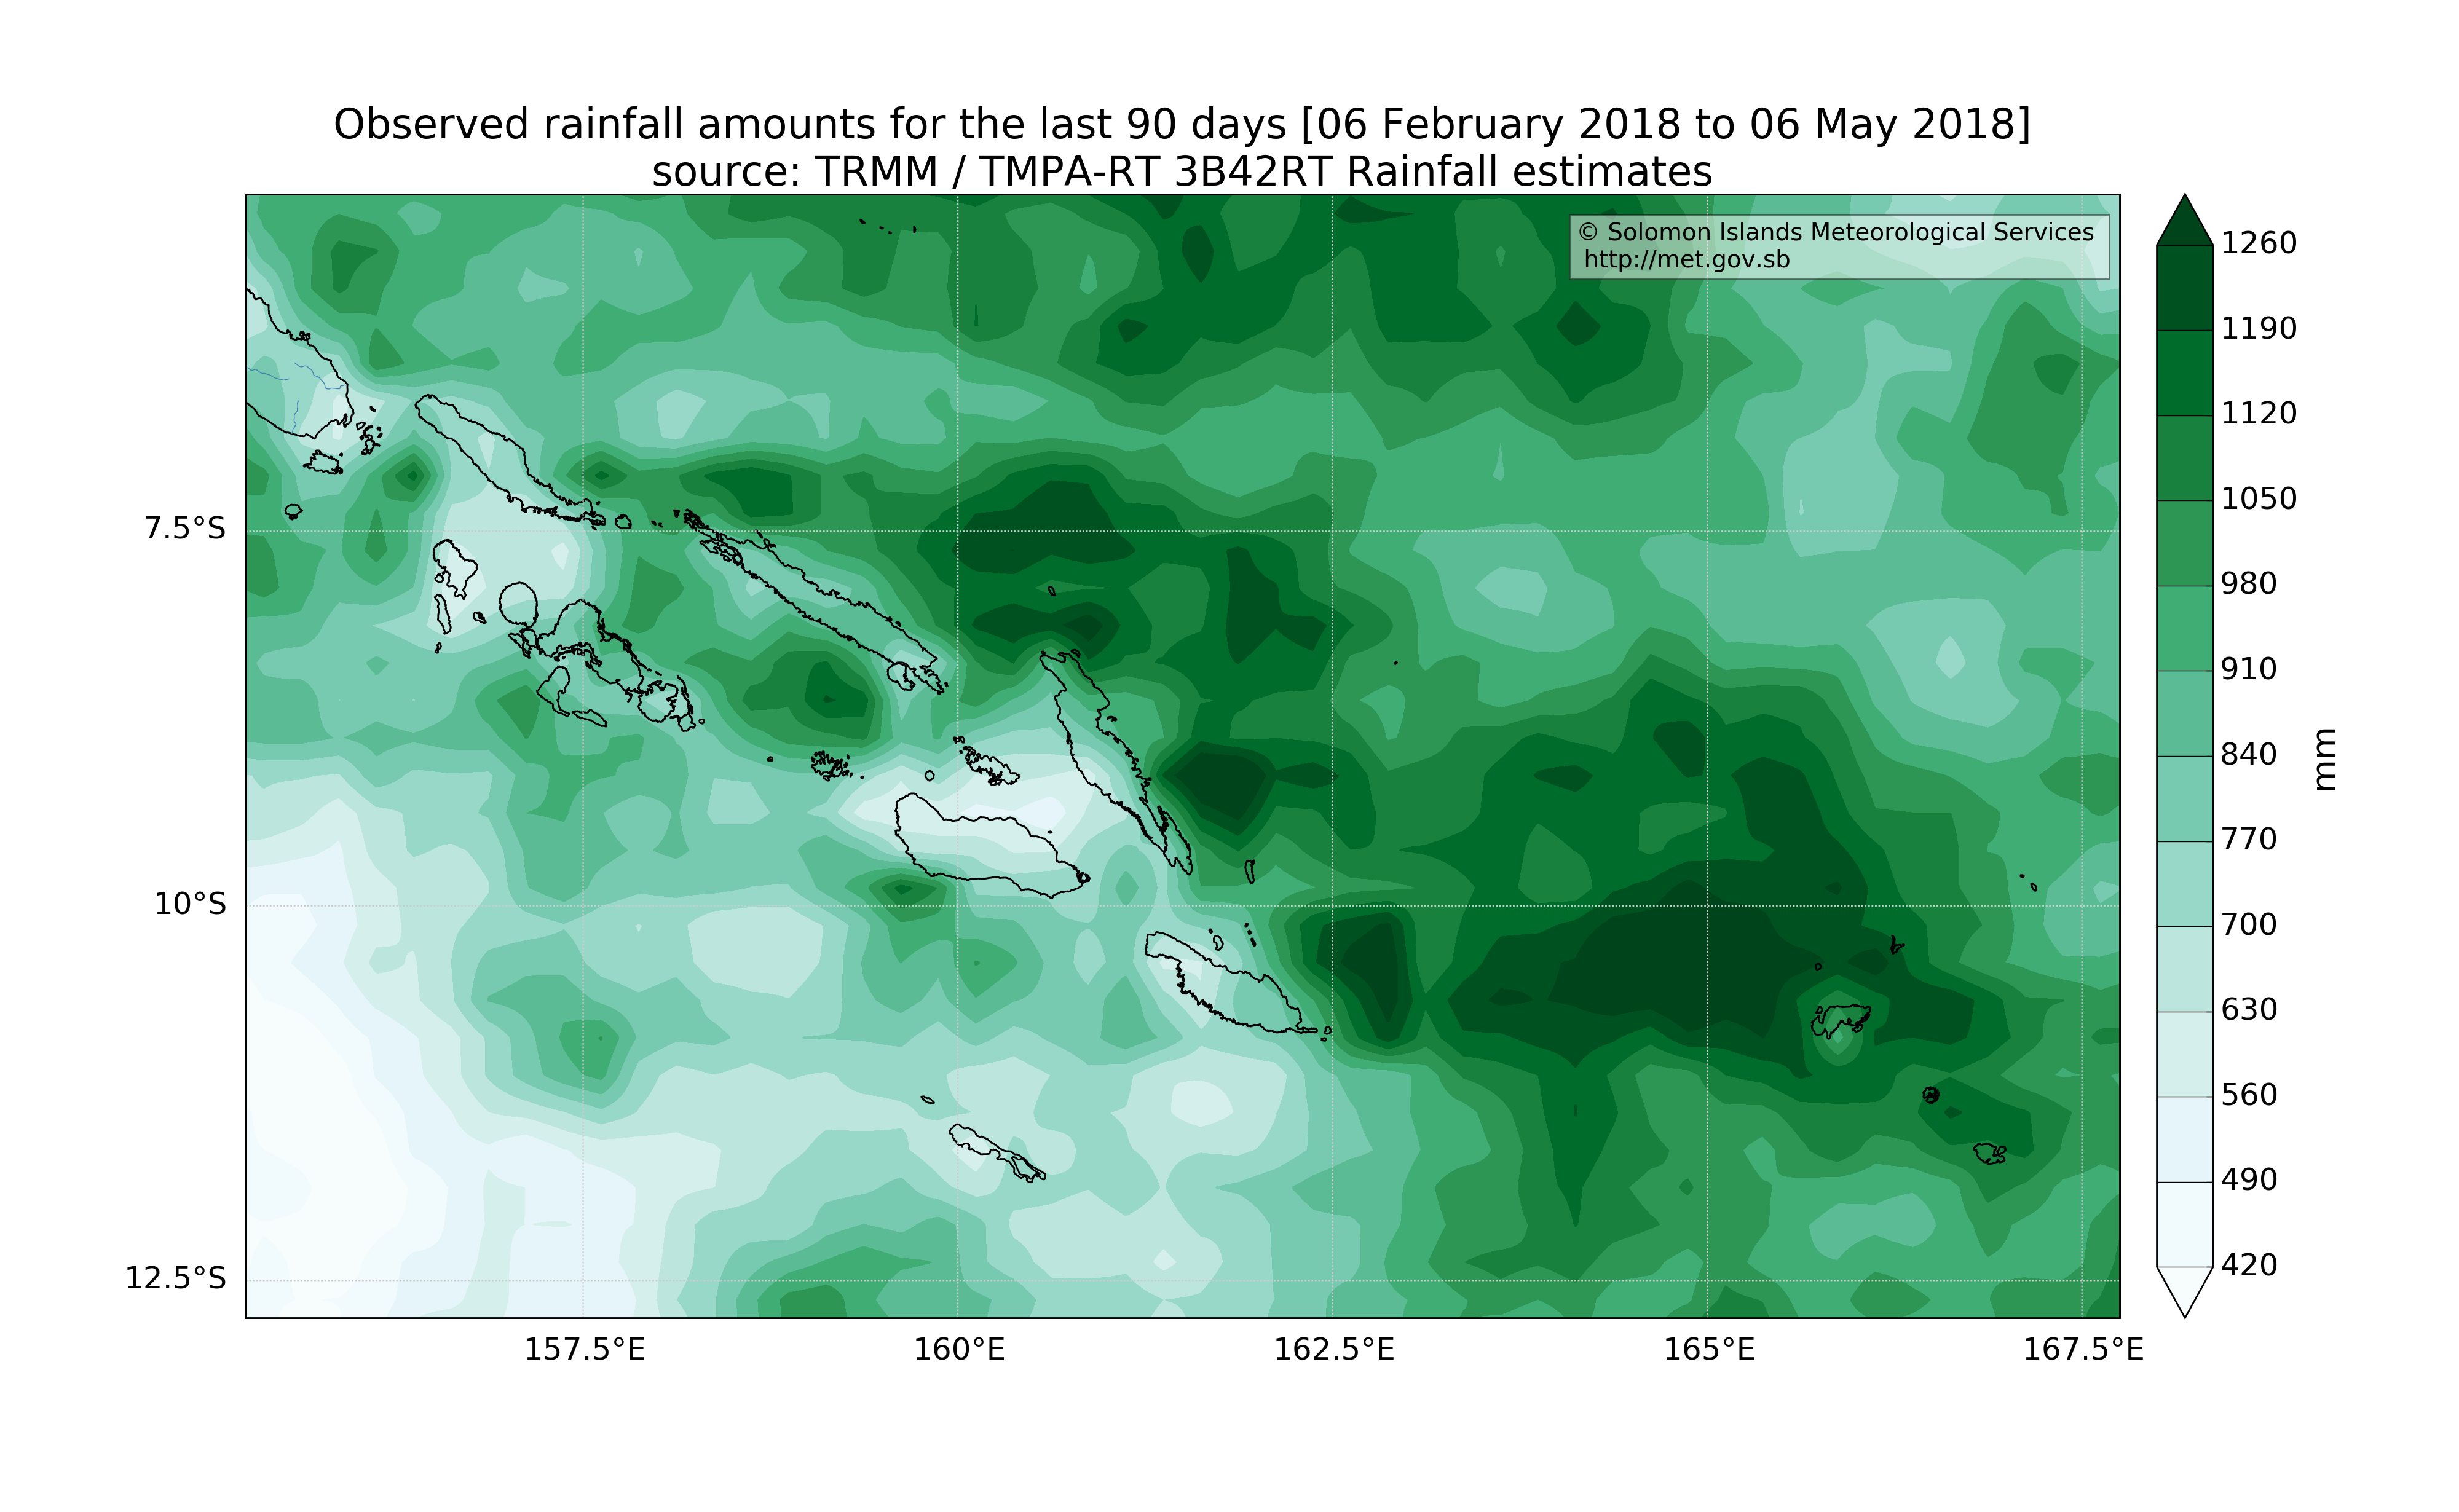 Observed rainfall amounts for the last 90 days [06 February 2018 to 06 May 2018]
source: TRMM / TMPA-RT 3B42RT Rainfall estimates
© Solomon Islands Meteorological Services
http://met.gov.sb
7.5°S
10°S
12.5°S
157.5°E
160°E
162.5°E
165°E
167.5°E
1260
1190
1120
1050
980
910
840
770
700
630
560
490
420
mm